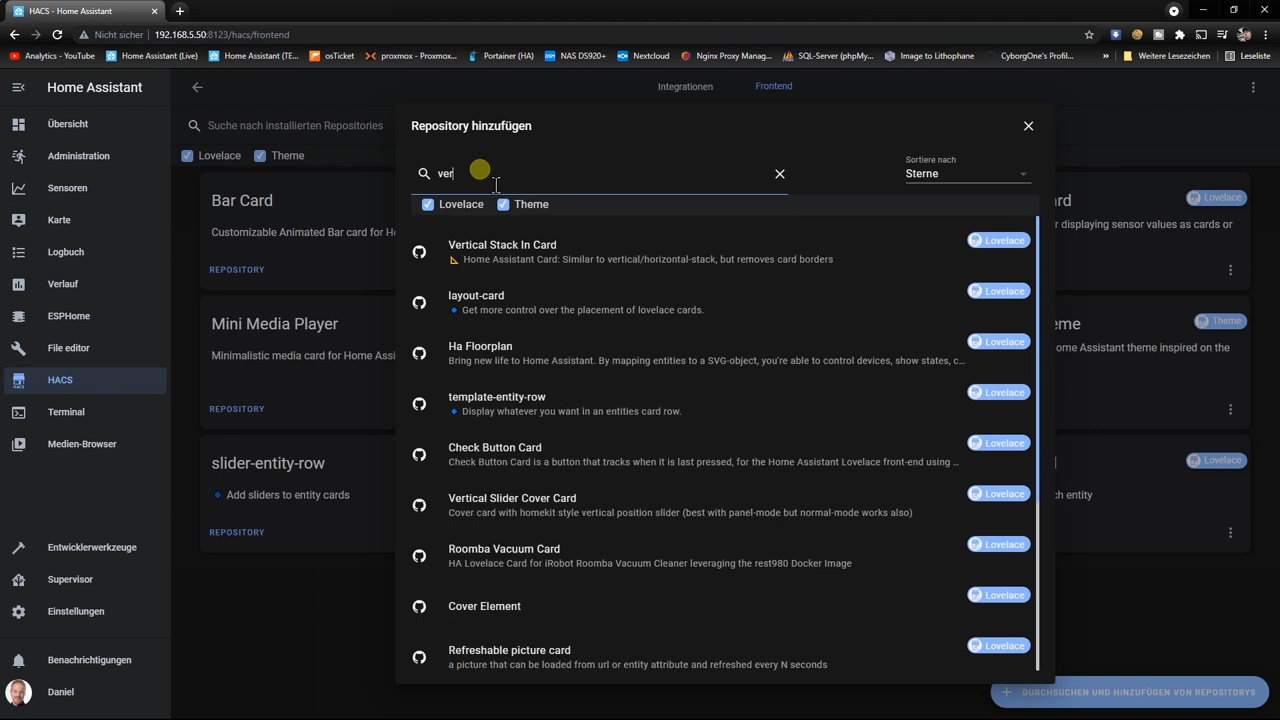 HACS - Home Assistant
Nicht sicher | 192.168.5.50:8123/hacs/frontend
Analytics - YouTube
Home Assistant (Live)
Home Assistant (TE...
osTicket
proxmox - Proxmox...
Portainer (HA)
NAS DS920+
Nextcloud
Nginx Proxy Manag...
SQL-Server (phpMy...
Image to Lithophane
CyborgOne's Profil...
»
Weitere Lesezeichen
Leseliste
Home Assistant
Integrationen
Frontend
Übersicht
Administration
Sensoren
Karte
Logbuch
Verlauf
ESPHome
File editor
HACS
Terminal
Medien-Browser
Entwicklerwerkzeuge
Supervisor
Einstellungen
Benachrichtigungen
Daniel
Suche nach installierten Repositories
Lovelace
Theme
Bar Card
Customizable Animated Bar card for H
REPOSITORY
Mini Media Player
Minimalistic media card for Home Ass
REPOSITORY
slider-entity-row
Add sliders to entity cards
REPOSITORY
Repository hinzufügen
ver
Sortiere nach
Sterne
Lovelace
Theme
Vertical Stack In Card
Lovelace
Home Assistant Card: Similar to vertical/horizontal-stack, but removes card borders
layout-card
Lovelace
Get more control over the placement of lovelace cards.
Ha Floorplan
Lovelace
Bring new life to Home Assistant. By mapping entities to a SVG-object, you're able to control devices, show states, c...
template-entity-row
Lovelace
Display whatever you want in an entities card row.
Check Button Card
Lovelace
Check Button Card is a button that tracks when it is last pressed, for the Home Assistant Lovelace front-end using ...
Vertical Slider Cover Card
Lovelace
Cover card with homekit style vertical position slider (best with panel-mode but normal-mode works also)
Roomba Vacuum Card
Lovelace
HA Lovelace Card for iRobot Roomba Vacuum Cleaner leveraging the rest980 Docker Image
Cover Element
Lovelace
Refreshable picture card
Lovelace
a picture that can be loaded from url or entity attribute and refreshed every N seconds
rd
Lovelace
r displaying sensor values as cards or
eme
Theme
ome Assistant theme inspired on the
Lovelace
ch entity
DURCHSUCHEN UND HINZUFÜGEN VON REPOSITORYS